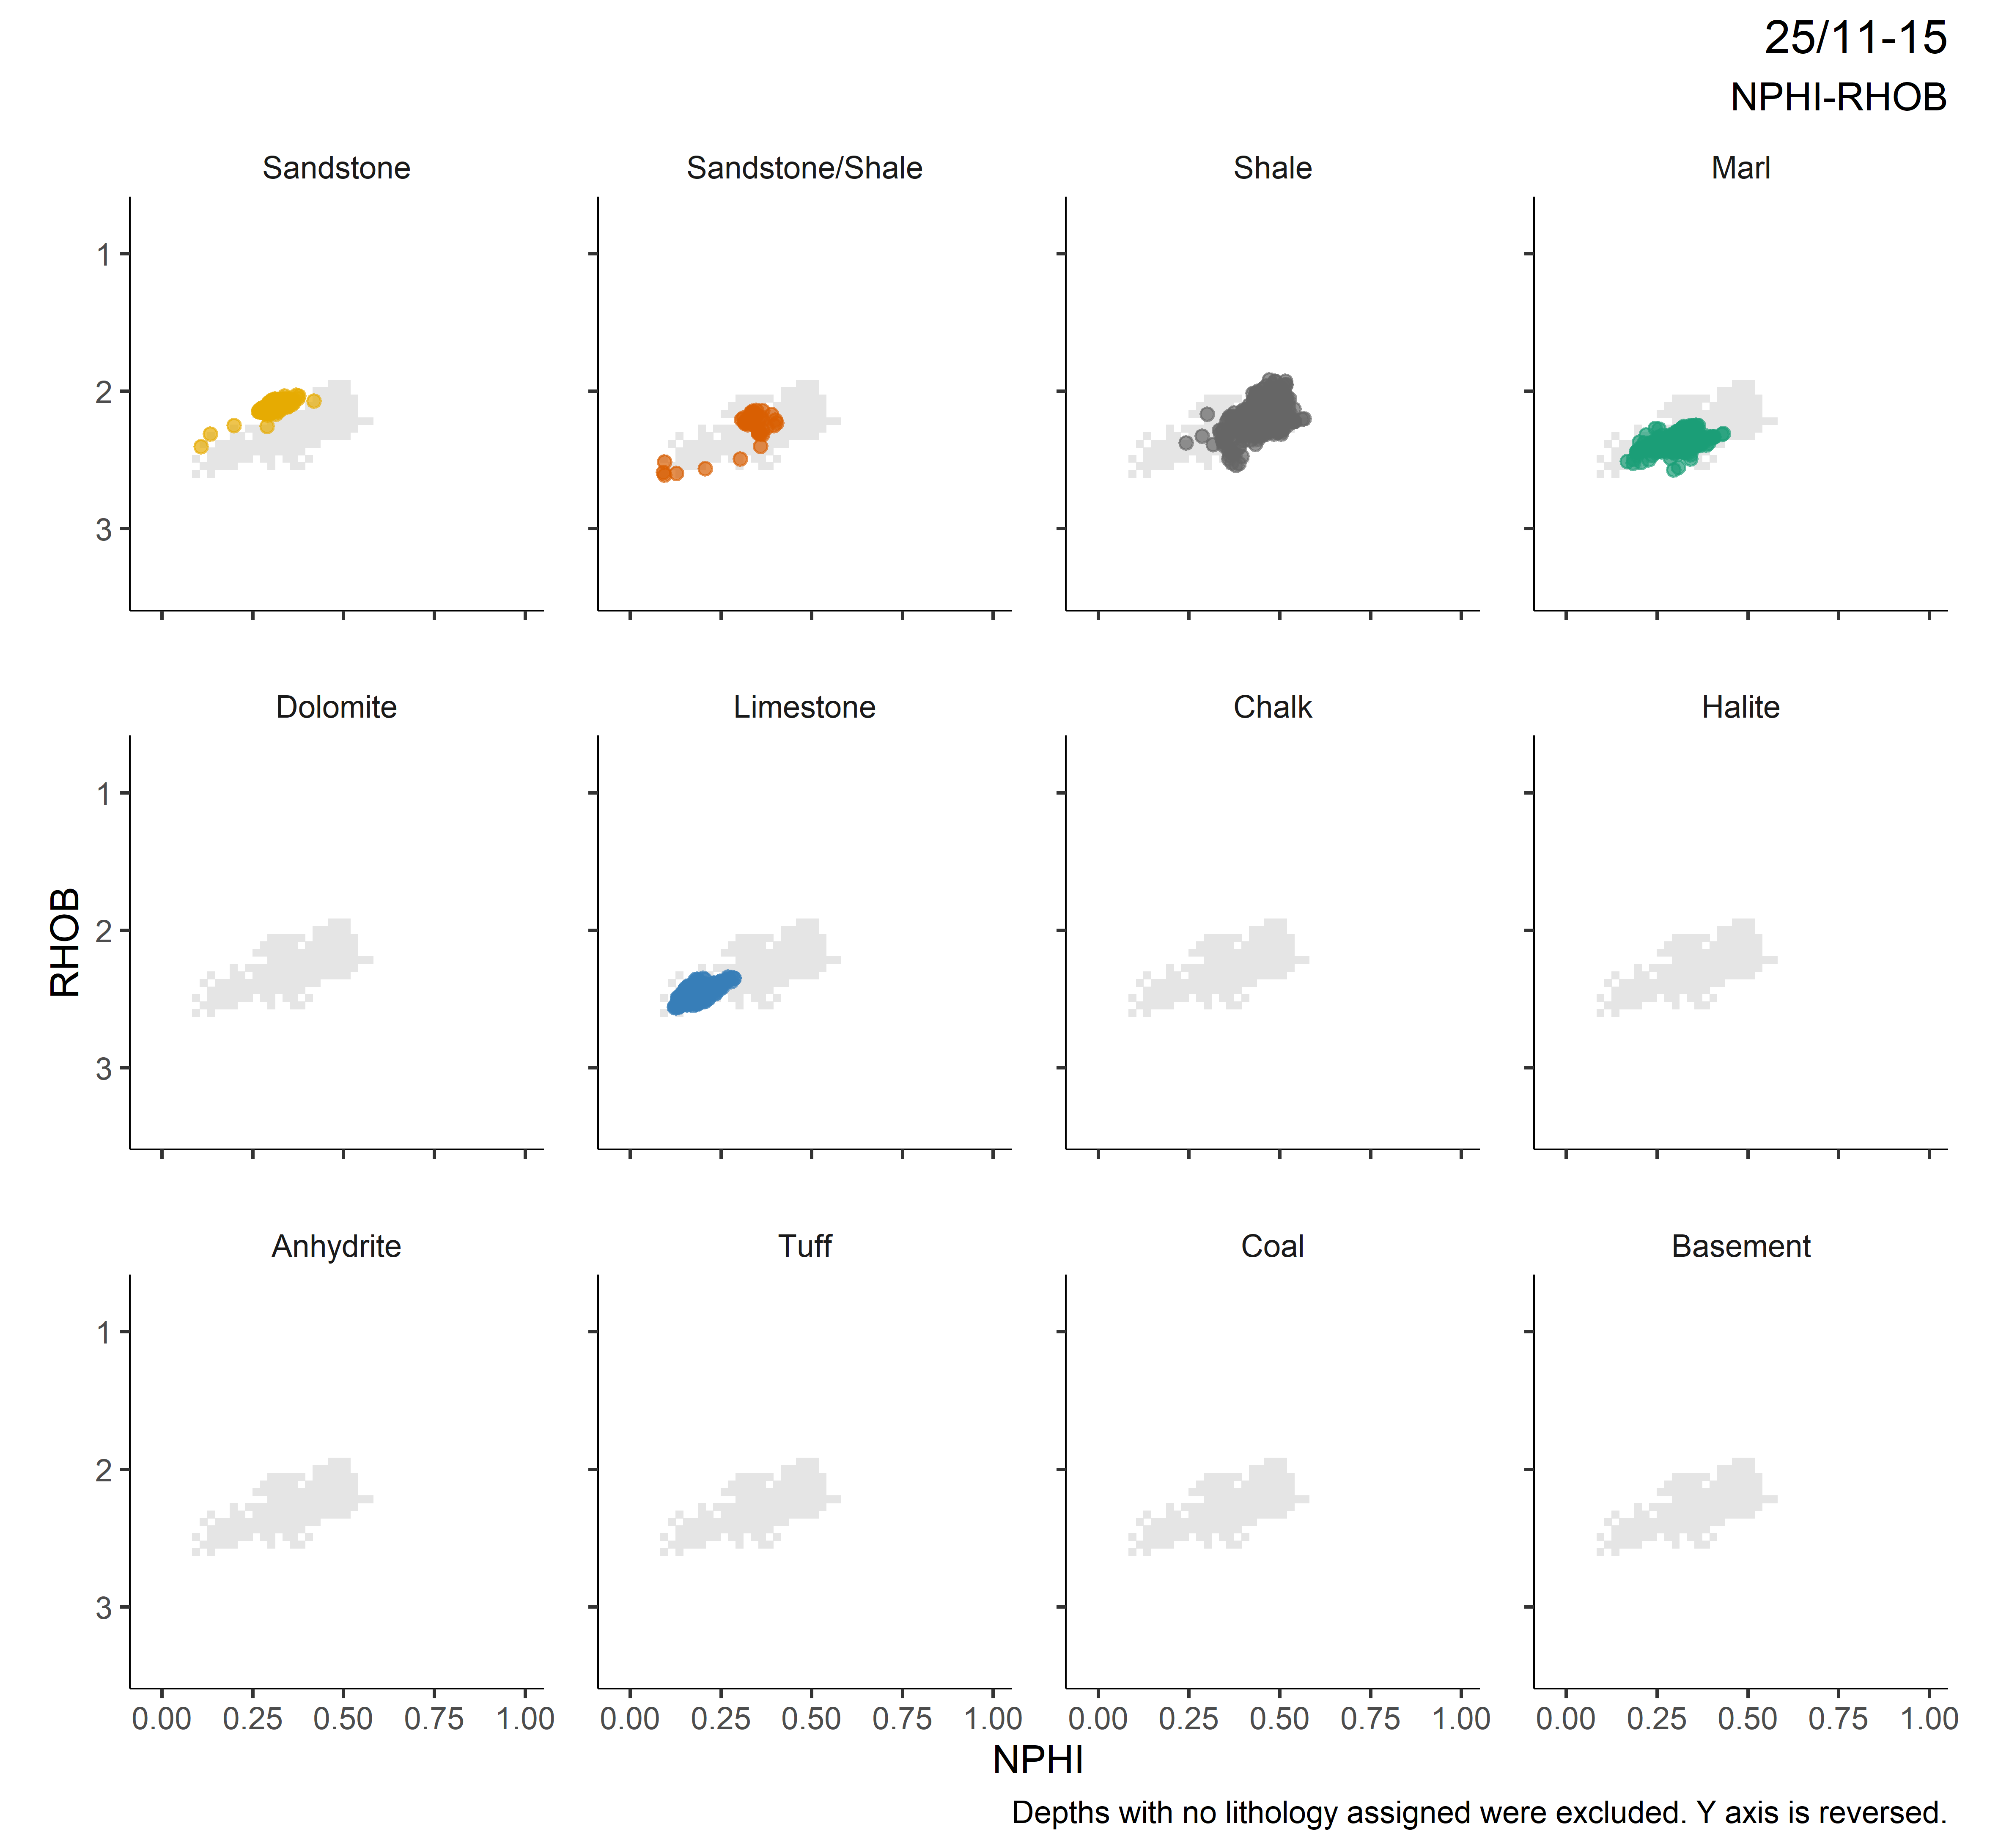 25/11-15
NPHI-RHOB
Sandstone
Sandstone/Shale
Shale
Marl
1
2
3
Dolomite
Limestone
Chalk
Halite
RHOB
1
2
3
Anhydrite
Tuff
Coal
Basement
1
2
3
0.00 0.25 0.50 0.75 1.00
0.00 0.25 0.50 0.75 1.00
0.00 0.25 0.50 0.75 1.00
0.00 0.25 0.50 0.75 1.00
NPHI
Depths with no lithology assigned were excluded. Y axis is reversed.